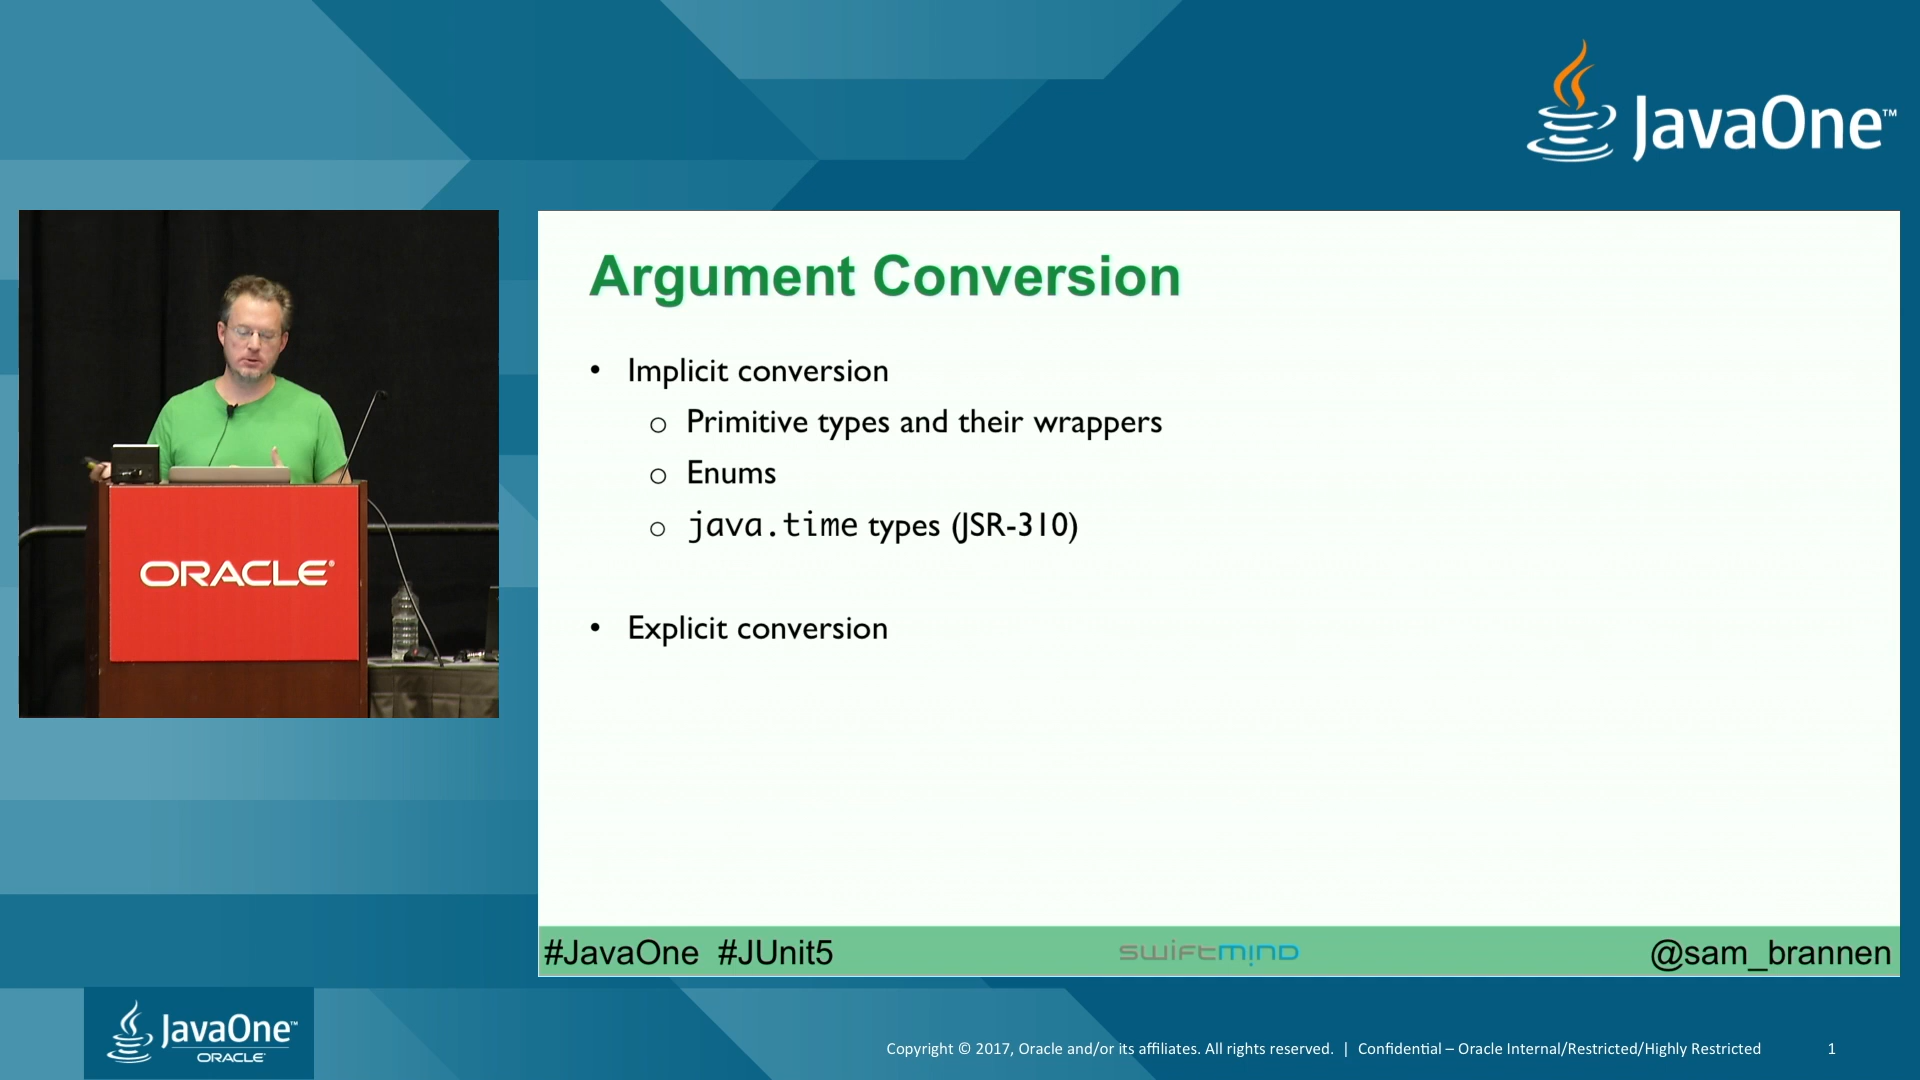 JavaOne™
Argument Conversion
• Implicit conversion
o Primitive types and their wrappers
o Enums
o java.time types (JSR-310)
• Explicit conversion
ORACLE®
#JavaOne #JUnit5
swiftmind
@sam_brannen
JavaOne™
ORACLE®
Copyright © 2017, Oracle and/or its affiliates. All rights reserved. | Confidential – Oracle Internal/Restricted/Highly Restricted 1